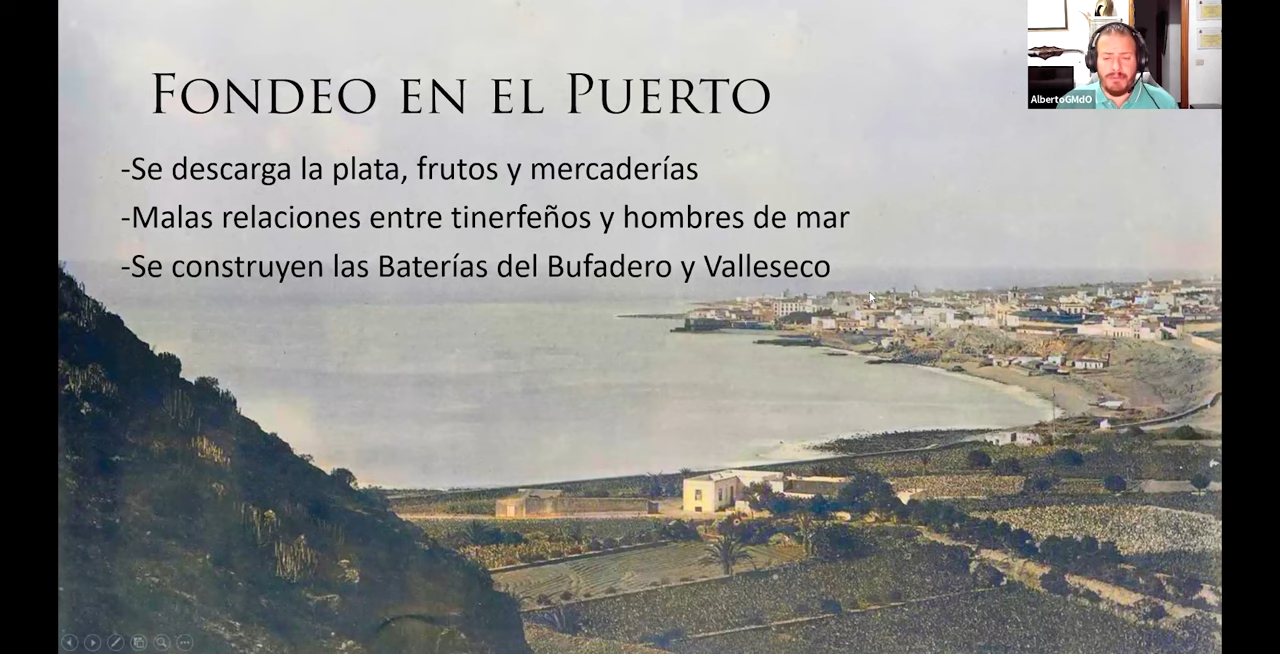 FONDEO EN EL PUERTO
-Se descarga la plata, frutos y mercaderías
-Malas relaciones entre tinerfeños y hombres de mar
-Se construyen las Baterías del Bufadero y Valleseco
AlbertoGMdO